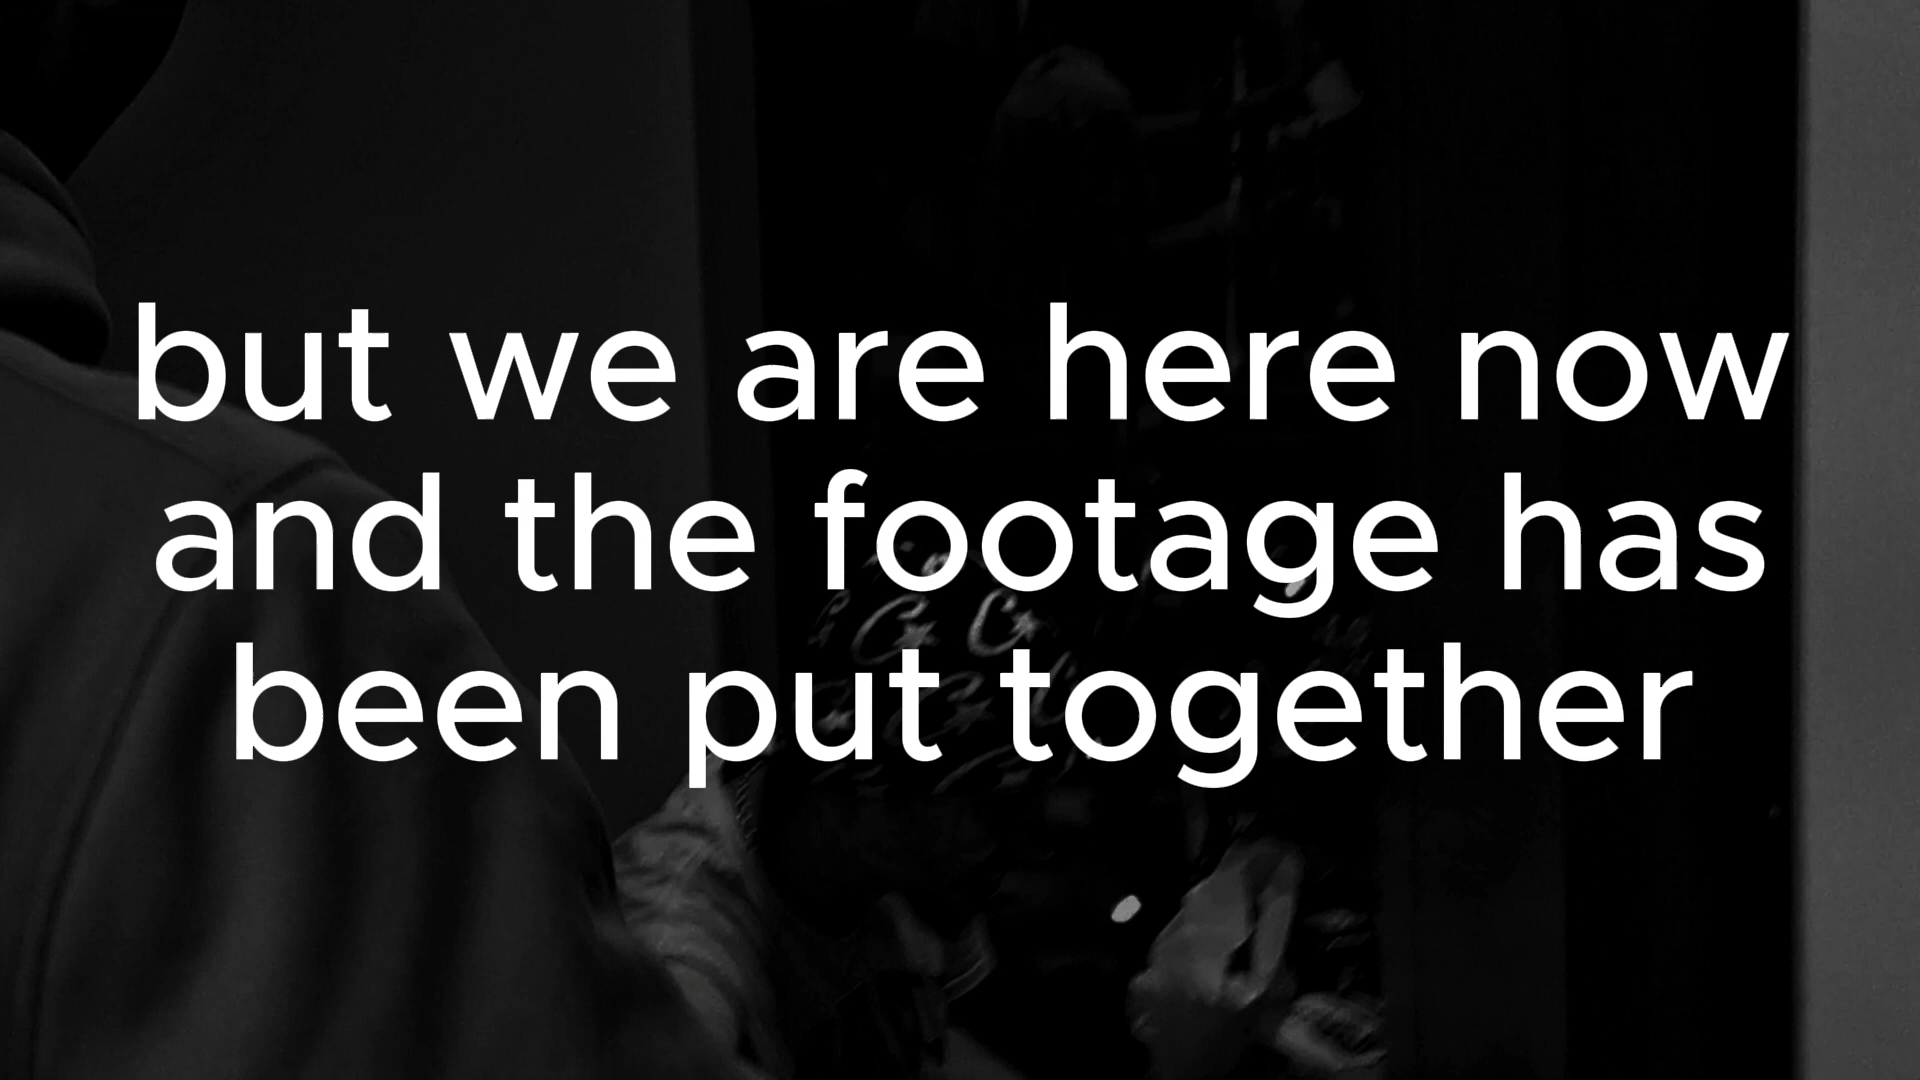 but we are here now
and the footage has
been put together